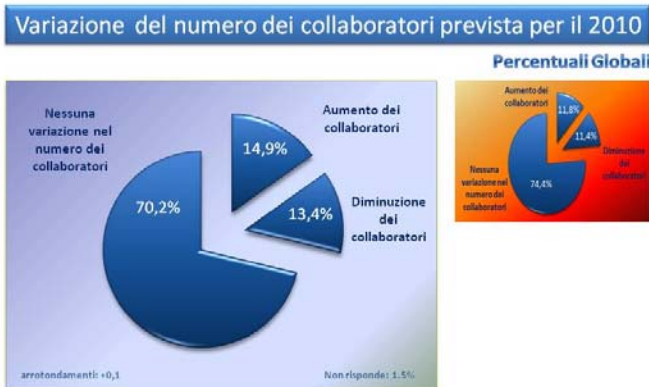 Variazione del numero dei collaboratori prevista per il 2010
Percentuali Globali
Nessuna
variazione nel
numero dei
collaboratori
Aumento dei
collaboratori
14,9%
70,2%
13,4%
Diminuzione
dei
collaboratori
arrotondamenti: +0,1
Non risponde: 1.5%
Aumento dei
collaboratori
11,8%
11,4%
Diminuzione
dei
collaboratori
Nessuna
variazione nel
numero dei
collaboratori
74,4%